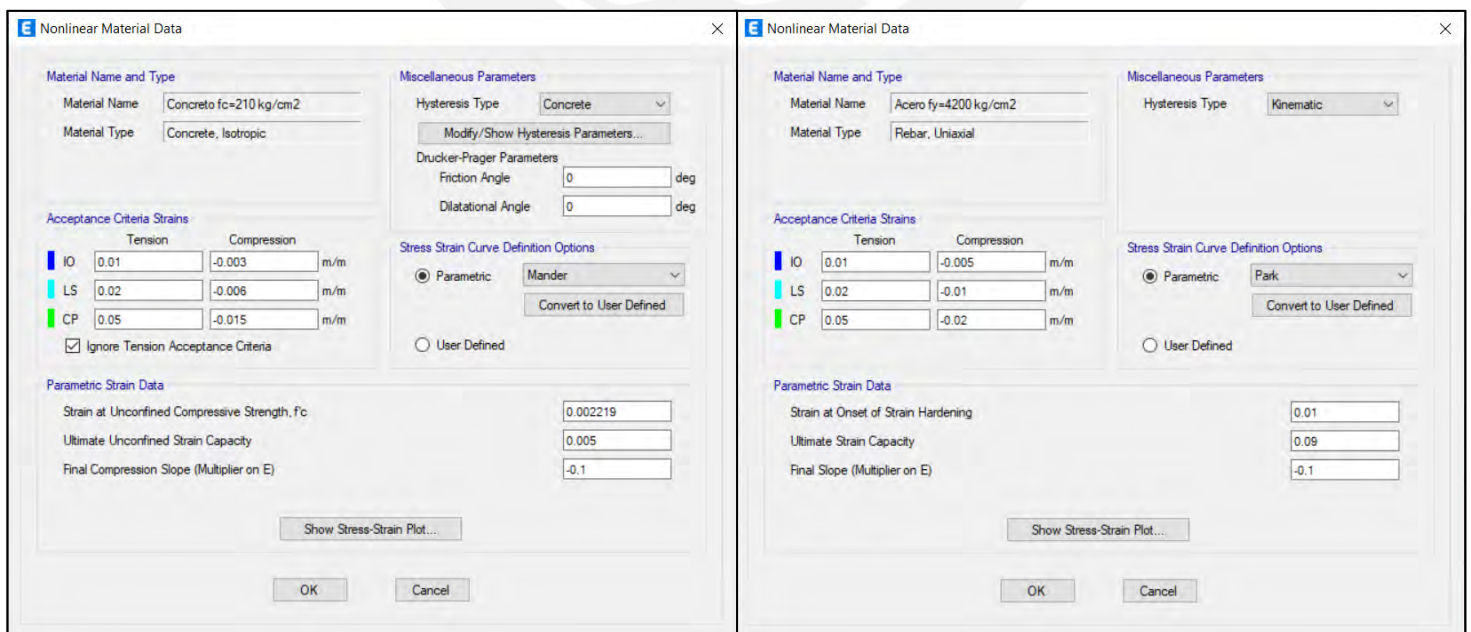 E Nonlinear Material Data
Material Name and Type
Material Name Concreto fc=210 kg/cm2
Material Type Concrete, Isotropic
Miscellaneous Parameters
Hysteresis Type Concrete
Modify/Show Hysteresis Parameters...
Drucker-Prager Parameters
Friction Angle 0 deg
Dilatational Angle 0 deg
Acceptance Criteria Strains
Tension Compression
IO 0.01 -0.003 m/m
LS 0.02 -0.006 m/m
CP 0.05 -0.015 m/m
Ignore Tension Acceptance Criteria
Stress Strain Curve Definition Options
Parametric Mander
Convert to User Defined
User Defined
Parametric Strain Data
Strain at Unconfined Compressive Strength, f'c 0.002219
Ultimate Unconfined Strain Capacity 0.005
Final Compression Slope (Multiplier on E) -0.1
Show Stress-Strain Plot...
OK Cancel
E Nonlinear Material Data
Material Name and Type
Material Name Acero fy=4200 kg/cm2
Material Type Rebar, Uniaxial
Miscellaneous Parameters
Hysteresis Type Kinematic
Acceptance Criteria Strains
Tension Compression
IO 0.01 -0.005 m/m
LS 0.02 -0.01 m/m
CP 0.05 -0.02 m/m
Stress Strain Curve Definition Options
Parametric Park
Convert to User Defined
User Defined
Parametric Strain Data
Strain at Onset of Strain Hardening 0.01
Ultimate Strain Capacity 0.09
Final Slope (Multiplier on E) -0.1
Show Stress-Strain Plot...
OK Cancel